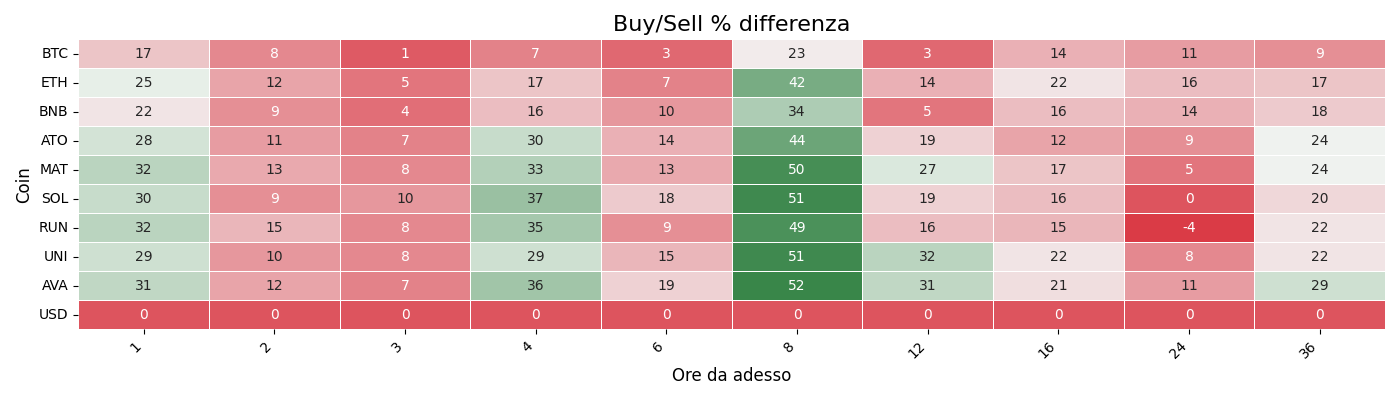 Buy/Sell % differenza
Coin
BTC 17 8 1 7 3 23 3 14 11 9
ETH 25 12 5 17 7 42 14 22 16 17
BNB 22 9 4 16 10 34 5 16 14 18
ATO 28 11 7 30 14 44 19 12 9 24
MAT 32 13 8 33 13 50 27 17 5 24
SOL 30 9 10 37 18 51 19 16 0 20
RUN 32 15 8 35 9 49 16 15 -4 22
UNI 29 10 8 29 15 51 32 22 8 22
AVA 31 12 7 36 19 52 31 21 11 29
USD 0 0 0 0 0 0 0 0 0 0
1 2 3 4 6 8 12 16 24 36
Ore da adesso